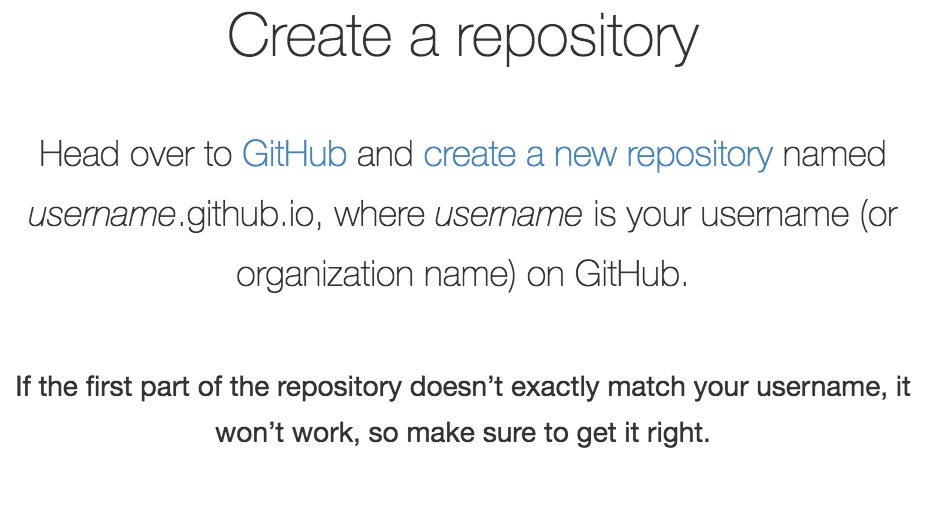 Create a repository
Head over to GitHub and create a new repository named
username.github.io, where username is your username (or
organization name) on GitHub.
If the first part of the repository doesn’t exactly match your username, it
won’t work, so make sure to get it right.